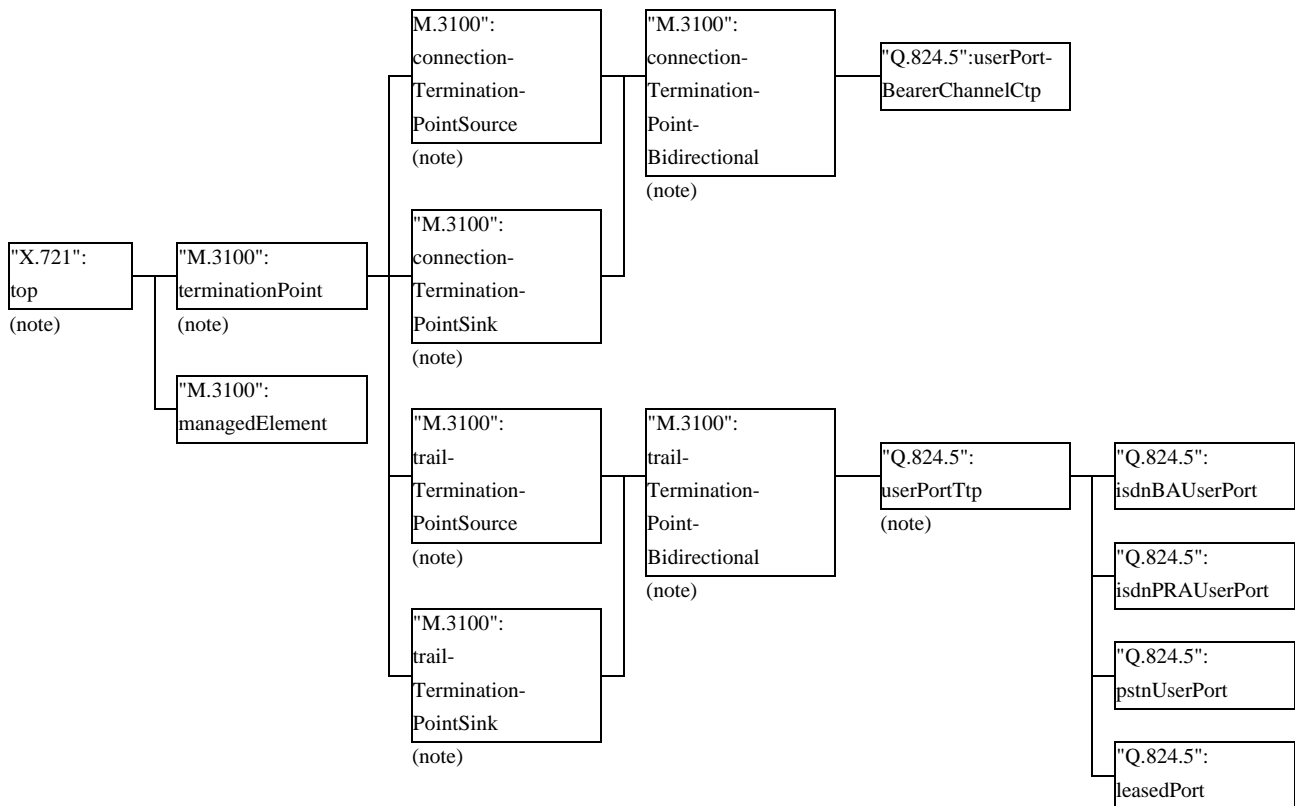 M.3100":
connection-
Termination-
PointSource
(note)
"M.3100":
connection-
Termination-
Point-
Bidirectional
(note)
"Q.824.5":userPort-
BearerChannelCtp
"X.721":
top
(note)
"M.3100":
terminationPoint
(note)
"M.3100":
connection-
Termination-
PointSink
(note)
"M.3100":
managedElement
"M.3100":
trail-
Termination-
PointSource
(note)
"M.3100":
trail-
Termination-
Point-
Bidirectional
(note)
"Q.824.5":
userPortTtp
(note)
"Q.824.5":
isdnBAUserPort
"Q.824.5":
isdnPRAUserPort
"M.3100":
trail-
Termination-
PointSink
(note)
"Q.824.5":
pstnUserPort
"Q.824.5":
leasedPort